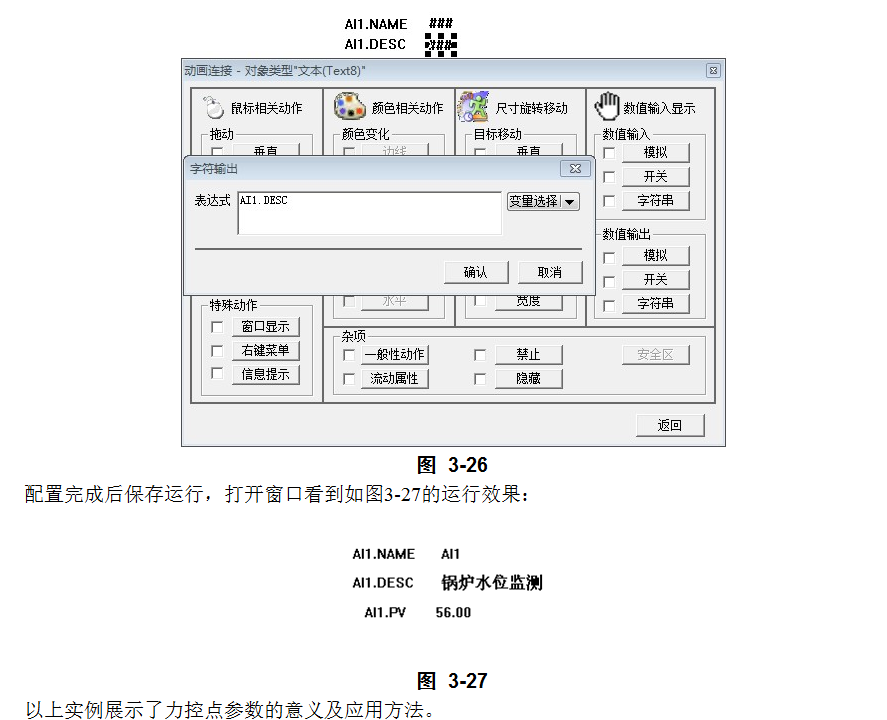 AI1.NAME ###
AI1.DESC ###
动画连接 - 对象类型"文本(Text8)"
鼠标相关动作 颜色相关动作 尺寸旋转移动 数值输入显示
拖动 颜色变化 目标移动 数值输入
垂直 边线 垂直 模拟
开关
字符串
字符输出
表达式 AI1.DESC 变量选择
确认 取消
数值输出
模拟
开关
水平 宽度 字符串
特殊动作
窗口显示
右键菜单
信息提示
杂项
一般性动作 禁止 安全区
流动属性 隐藏
返回
图 3-26
配置完成后保存运行，打开窗口看到如图3-27的运行效果：
AI1.NAME AI1
AI1.DESC 锅炉水位监测
AI1.PV 56.00
图 3-27
以上实例展示了力控点参数的意义及应用方法。